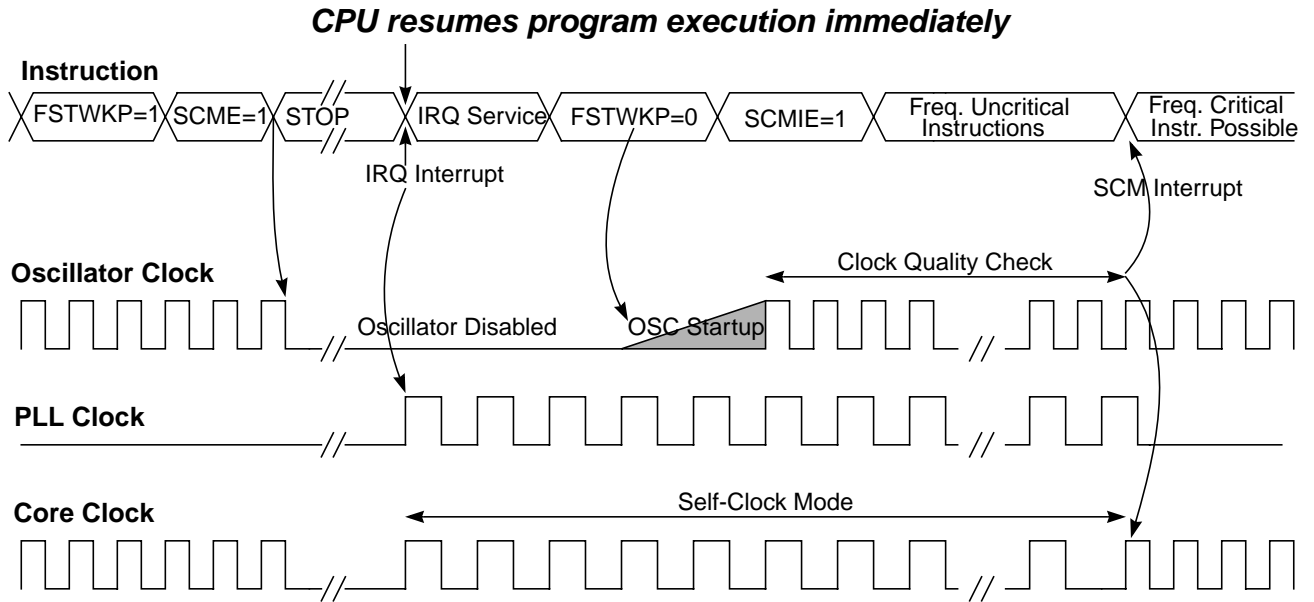 CPU resumes program execution immediately
Instruction
FSTWKP=1 SCME=1 STOP IRQ Service FSTWKP=0 SCMIE=1 Freq. Uncritical Instructions Freq. Critical Instr. Possible
IRQ Interrupt
SCM Interrupt
Oscillator Clock
Clock Quality Check
Oscillator Disabled
OSC Startup
PLL Clock
Core Clock
Self-Clock Mode